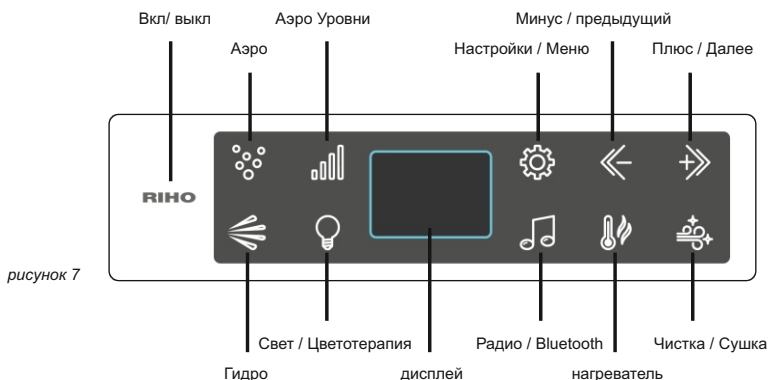 Вкл/ выкл
Аэро Уровни
Минус / предыдущий
Аэро
Настройки / Меню
Плюс / Далее
RIHO
рисунок 7
Свет / Цветотерапия
Радио / Bluetooth
Чистка / Сушка
Гидро
дисплей
нагреватель